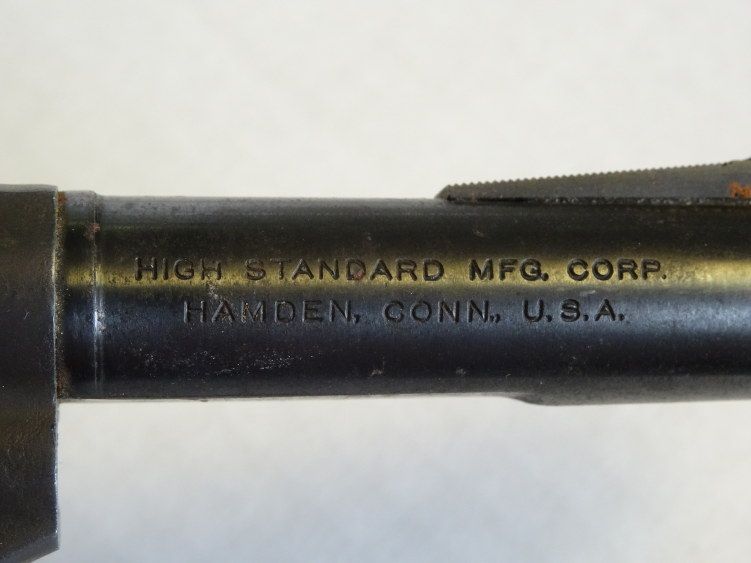 HIGH STANDARD MFG. CORP.
HAMDEN, CONN., U.S.A.